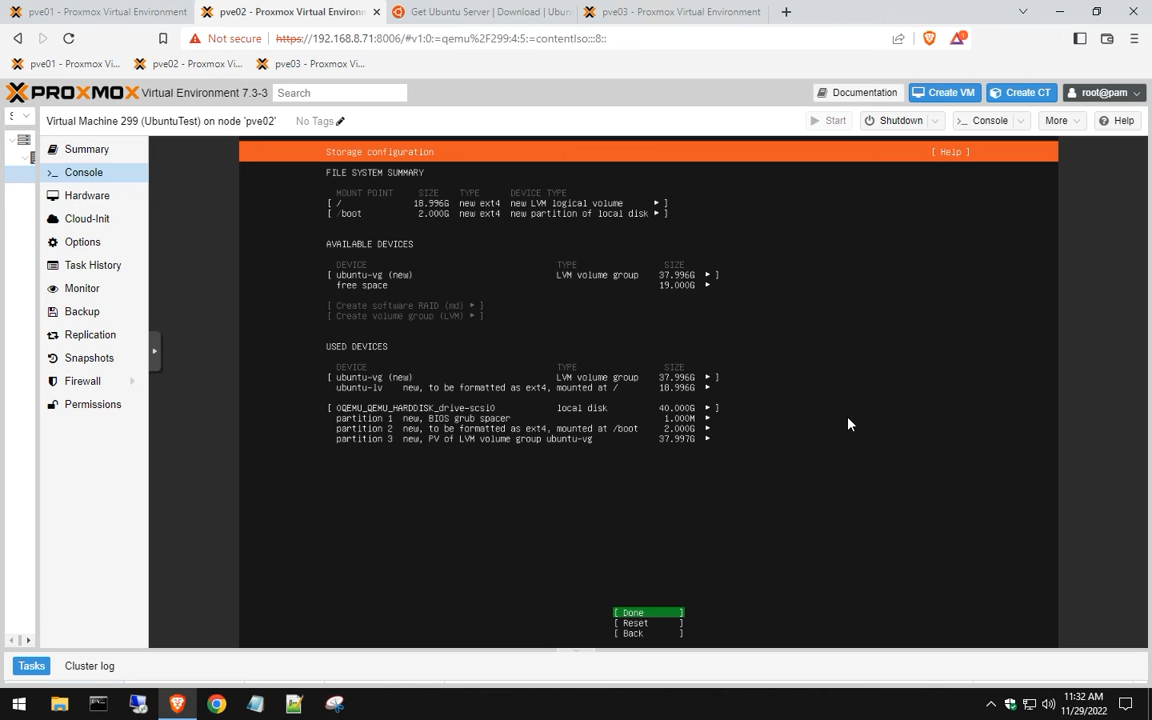 pve01 - Proxmox Virtual Environment
pve02 - Proxmox Virtual Environm
Get Ubuntu Server | Download | Ubun
pve03 - Proxmox Virtual Environment
Not secure
https://192.168.8.71:8006/#v1:0:=qemu%2F299:4:5:=contentIso:::8::
pve01 - Proxmox Vi...
pve02 - Proxmox Vi...
pve03 - Proxmox Vi...
PROXMOX Virtual Environment 7.3-3
Search
Documentation
Create VM
Create CT
root@pam
S
Virtual Machine 299 (UbuntuTest) on node 'pve02'
No Tags
Start
Shutdown
Console
More
Help
Summary
Console
Hardware
Cloud-Init
Options
Task History
Monitor
Backup
Replication
Snapshots
Firewall
Permissions
Storage configuration [ Help ]
FILE SYSTEM SUMMARY
MOUNT POINT SIZE TYPE DEVICE TYPE
[ / 18.996G new ext4 new LVM logical volume ▸ ]
[ /boot 2.000G new ext4 new partition of local disk ▸ ]
AVAILABLE DEVICES
DEVICE TYPE SIZE
[ ubuntu-vg (new) LVM volume group 37.996G ▸ ]
free space 19.000G ▸
[ Create software RAID (md) ▸ ]
[ Create volume group (LVM) ▸ ]
USED DEVICES
DEVICE TYPE SIZE
[ ubuntu-vg (new) LVM volume group 37.996G ▸ ]
ubuntu-lv new, to be formatted as ext4, mounted at / 18.996G ▸
[ 0QEMU_QEMU_HARDDISK_drive-scsi0 local disk 40.000G ▸ ]
partition 1 new, BIOS grub spacer 1.000M ▸
partition 2 new, to be formatted as ext4, mounted at /boot 2.000G ▸
partition 3 new, PV of LVM volume group ubuntu-vg 37.997G ▸
[ Done ]
[ Reset ]
[ Back ]
Tasks
Cluster log
11:32 AM
11/29/2022